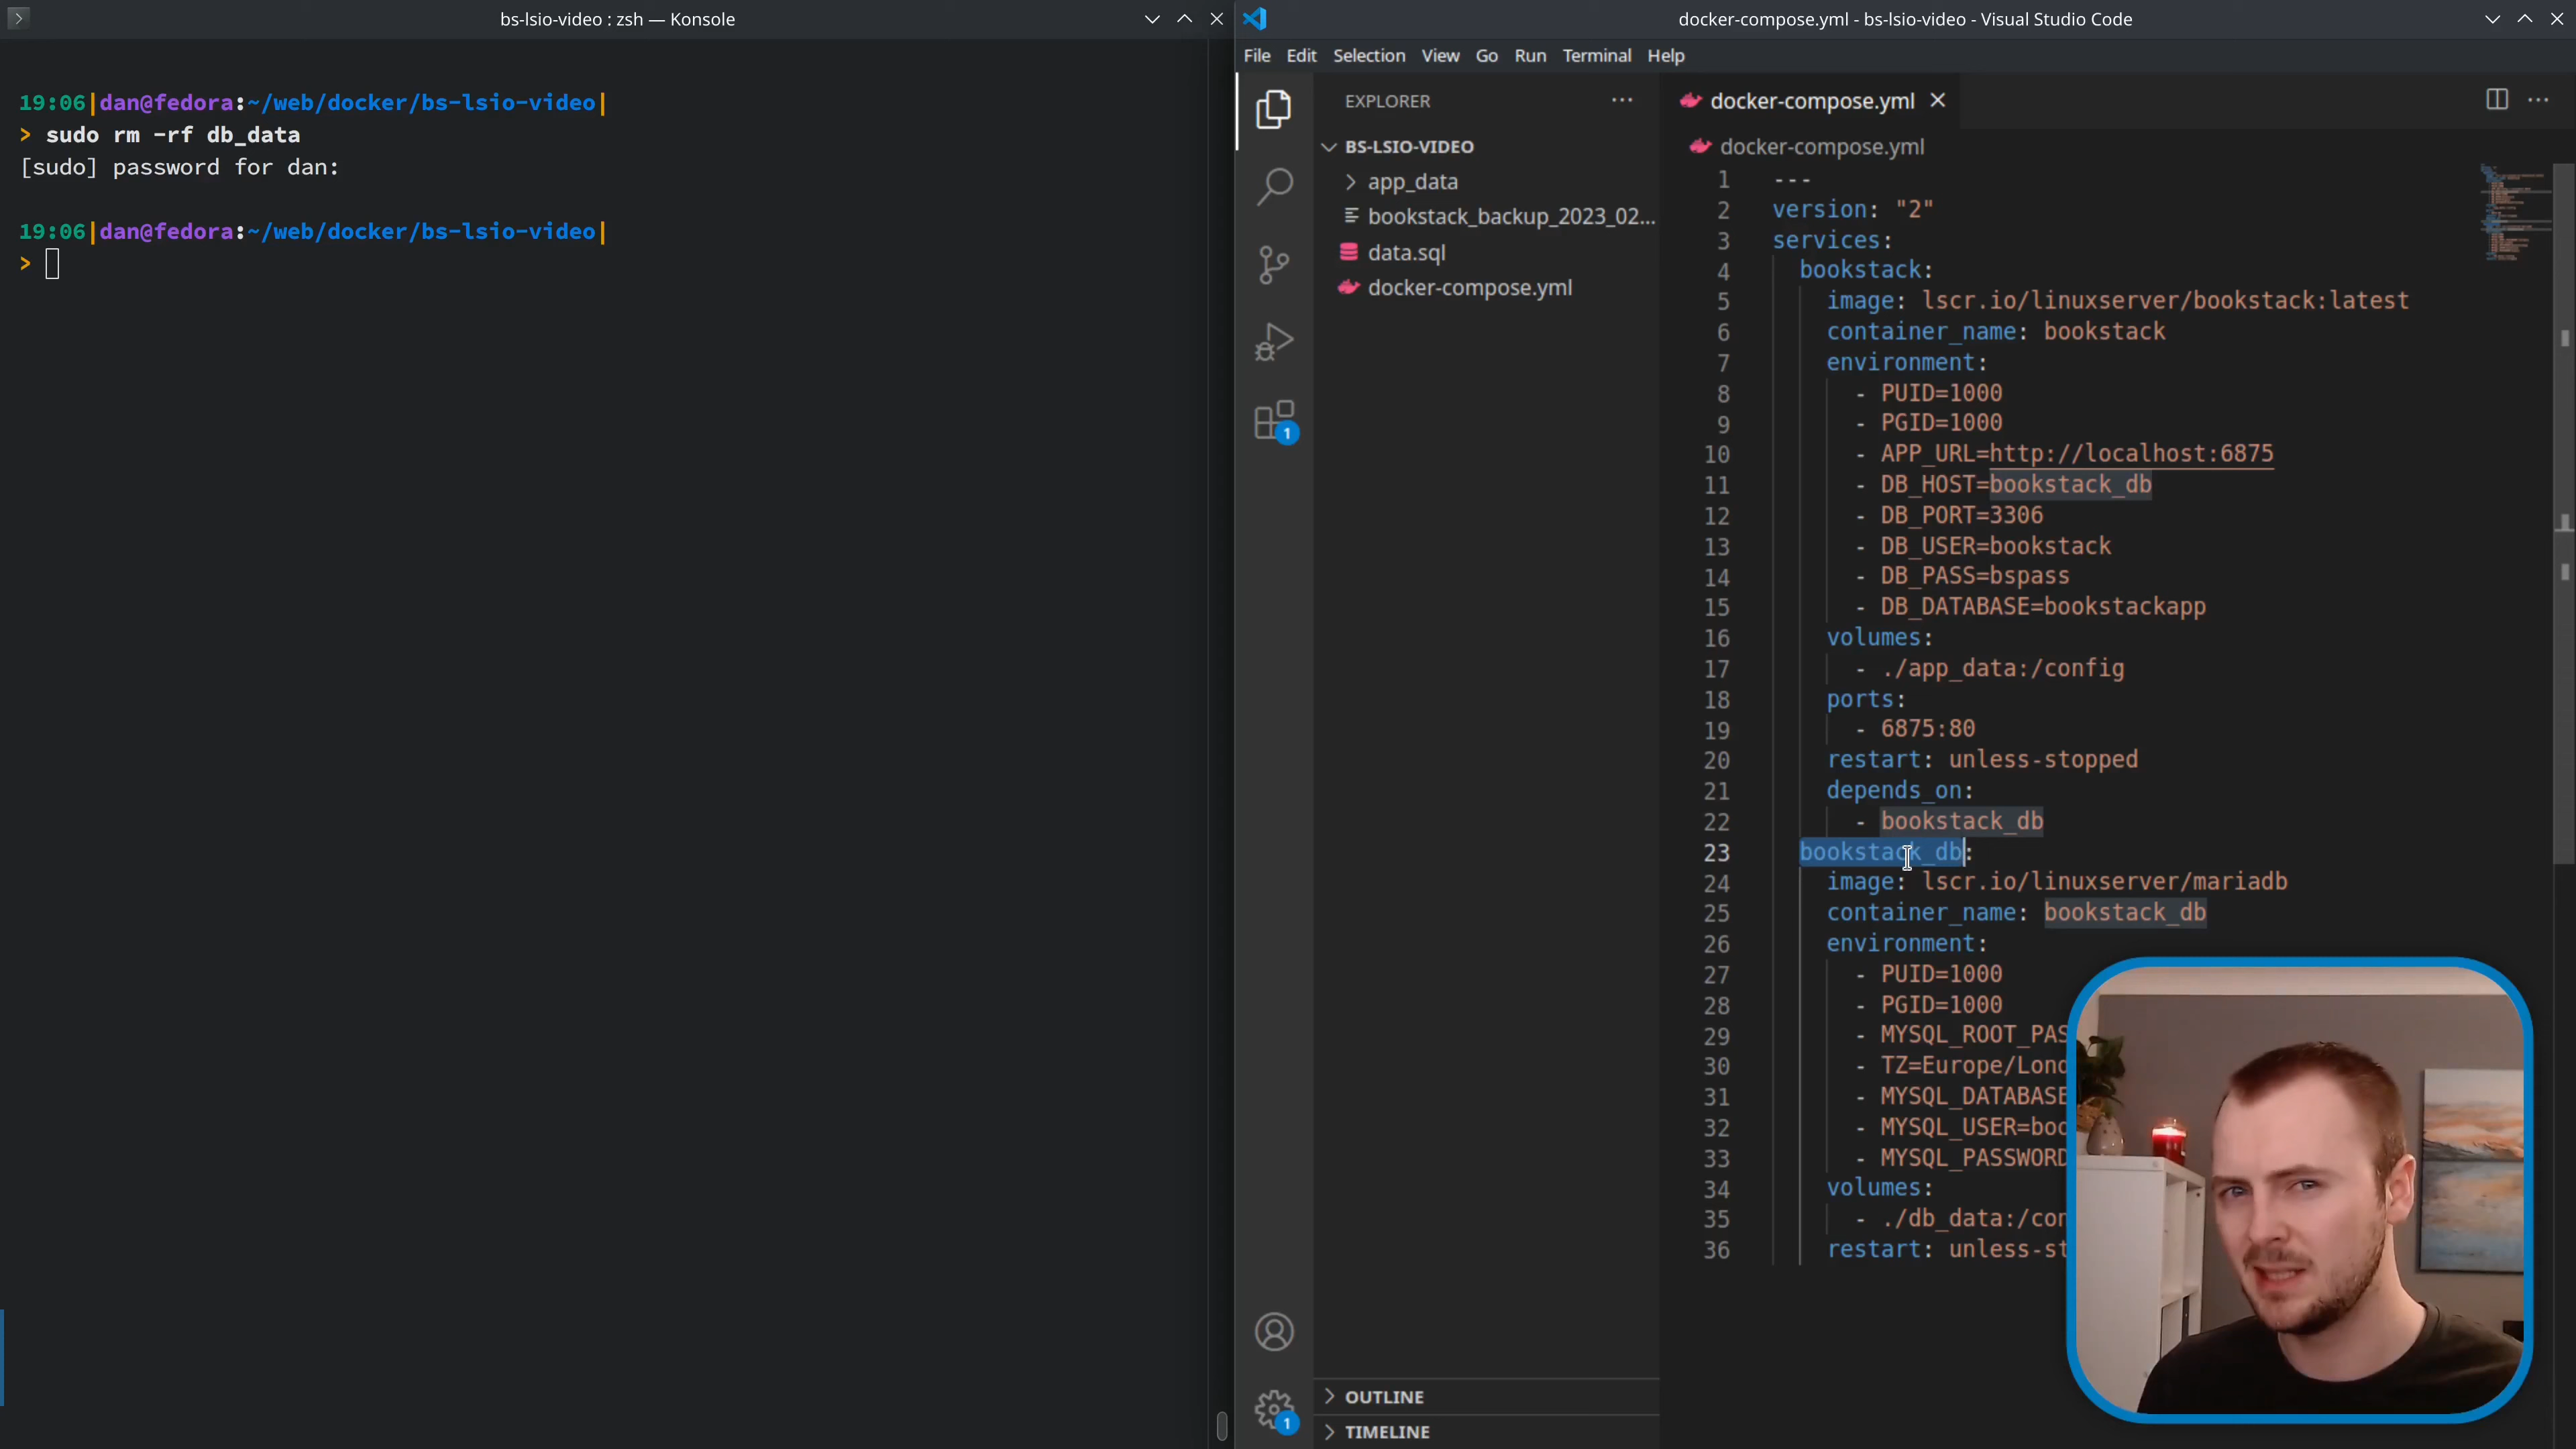 bs-lsio-video : zsh — Konsole
19:06|dan@fedora:~/web/docker/bs-lsio-video|
> sudo rm -rf db_data
[sudo] password for dan:
19:06|dan@fedora:~/web/docker/bs-lsio-video|
>
docker-compose.yml - bs-lsio-video - Visual Studio Code
File Edit Selection View Go Run Terminal Help
EXPLORER
BS-LSIO-VIDEO
app_data
bookstack_backup_2023_02...
data.sql
docker-compose.yml
1
1
OUTLINE
TIMELINE
docker-compose.yml
docker-compose.yml
1 ---
2 version: "2"
3 services:
4 bookstack:
5 image: lscr.io/linuxserver/bookstack:latest
6 container_name: bookstack
7 environment:
8 - PUID=1000
9 - PGID=1000
10 - APP_URL=http://localhost:6875
11 - DB_HOST=bookstack_db
12 - DB_PORT=3306
13 - DB_USER=bookstack
14 - DB_PASS=bspass
15 - DB_DATABASE=bookstackapp
16 volumes:
17 - ./app_data:/config
18 ports:
19 - 6875:80
20 restart: unless-stopped
21 depends_on:
22 - bookstack_db
23 bookstack_db:
24 image: lscr.io/linuxserver/mariadb
25 container_name: bookstack_db
26 environment:
27 - PUID=1000
28 - PGID=1000
29 - MYSQL_ROOT_PAS
30 - TZ=Europe/Lond
31 - MYSQL_DATABASE
32 - MYSQL_USER=boo
33 - MYSQL_PASSWORD
34 volumes:
35 - ./db_data:/con
36 restart: unless-st